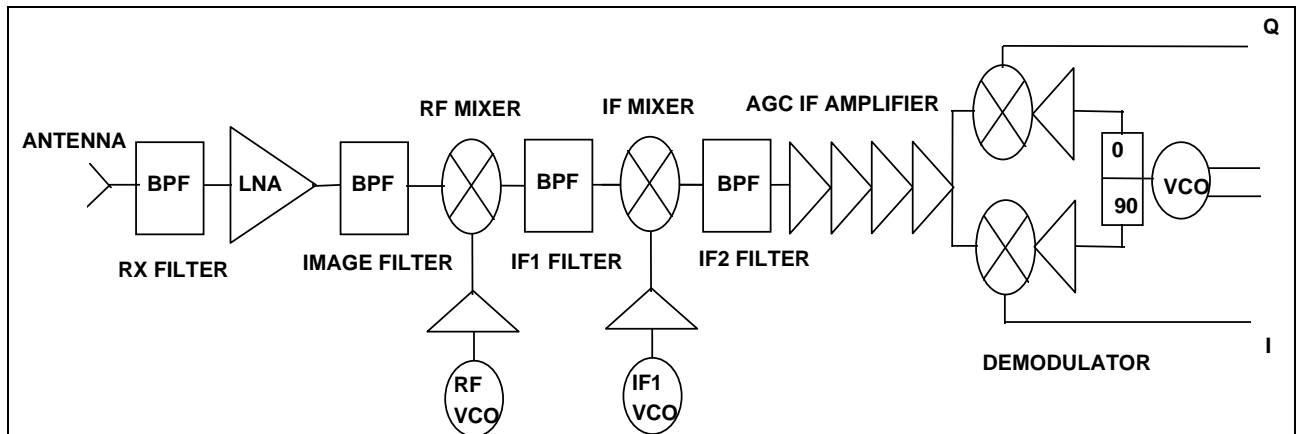 Q
RF MIXER
IF MIXER
AGC IF AMPLIFIER
ANTENNA
BPF
LNA
BPF
BPF
BPF
0
90
VCO
RX FILTER
IMAGE FILTER
IF1 FILTER
IF2 FILTER
I
DEMODULATOR
RF
VCO
IF1
VCO